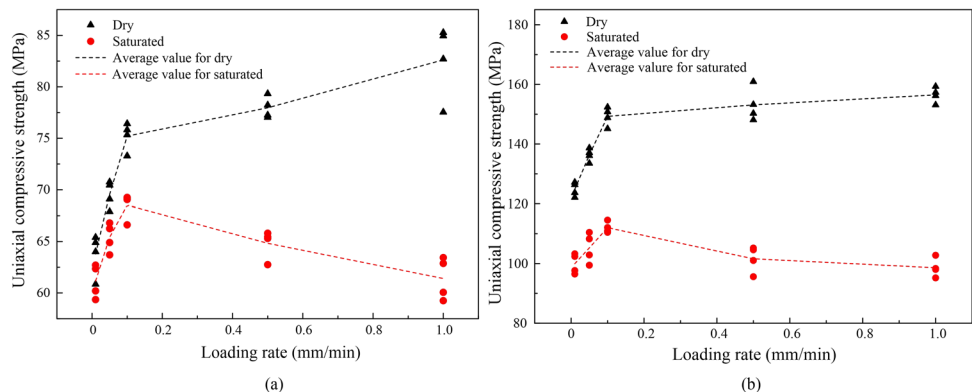 Dry
Saturated
Average value for dry
Average value for saturated
Uniaxial compressive strength (MPa)
85
80
75
70
65
60
0
0.2
0.4
0.6
0.8
1.0
Loading rate (mm/min)
(a)
Dry
Saturated
Average value for dry
Average valure for saturated
Uniaxial compressive strength (MPa)
180
160
140
120
100
80
0
0.2
0.4
0.6
0.8
1.0
Loading rate (mm/min)
(b)